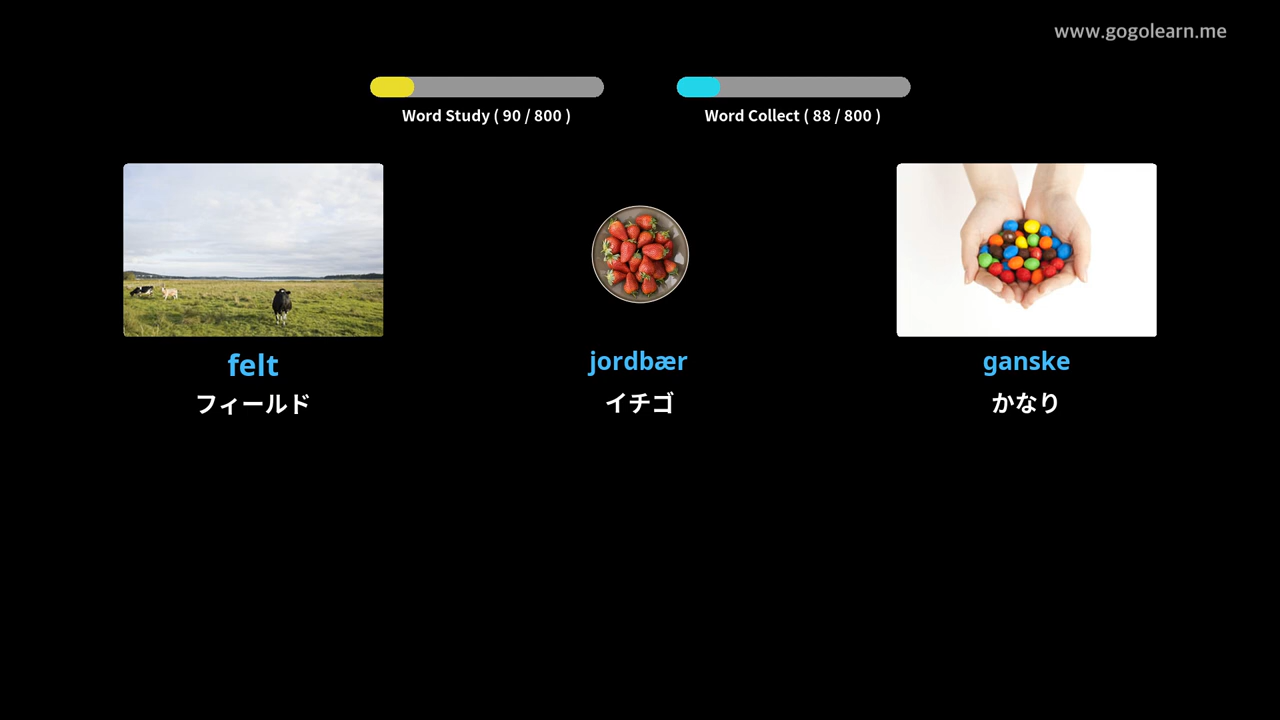 www.gogolearn.me
Word Study ( 90 / 800 )
Word Collect ( 88 / 800 )
felt
フィールド
jordbær
イチゴ
ganske
かなり